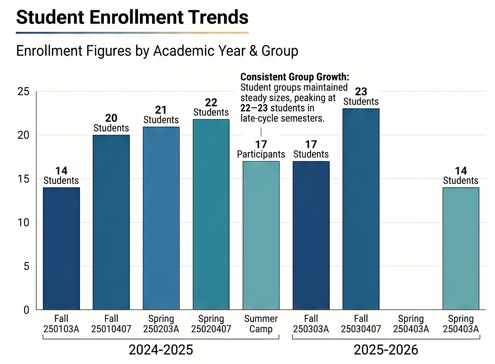 Student Enrollment Trends
Enrollment Figures by Academic Year & Group
Consistent Group Growth:
Student groups maintained
steady sizes, peaking at
22–23 students in
late-cycle semesters.
25
20
15
10
5
0
14
Students
20
Students
21
Students
22
Students
17
Participants
17
Students
23
Students
14
Students
Fall
250103A
Fall
25010407
Spring
250203A
Spring
25020407
Summer
Camp
Fall
250303A
Fall
25030407
Spring
250403A
Spring
250403A
2024-2025
2025-2026